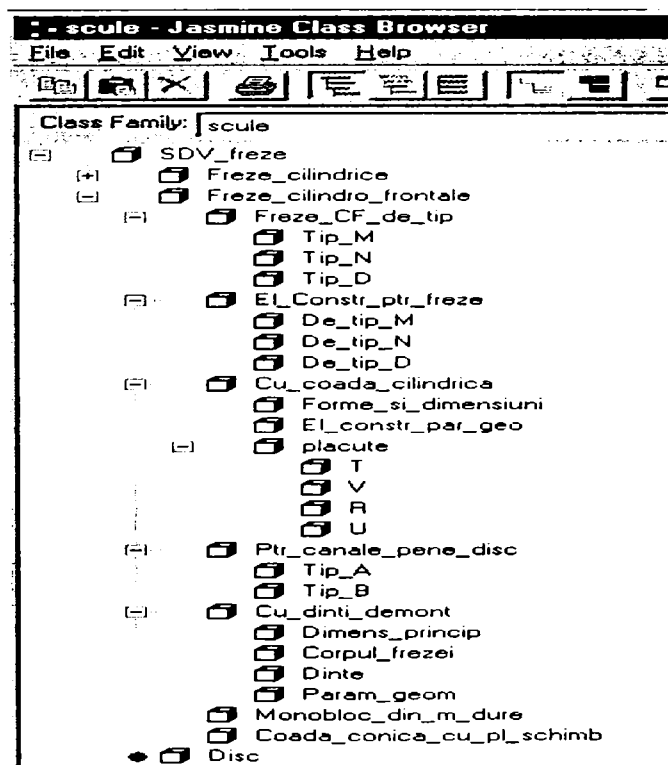 - scule - Jasmine Class Browser
File Edit View Tools Help
Class Family: scule
SDV_freze
Freze_cilindrice
Freze_cilindro_frontale
Freze_CF_de_tip
Tip_M
Tip_N
Tip_D
El_Constr_ptr_freze
De_tip_M
De_tip_N
De_tip_D
Cu_coada_cilindrica
Forme_si_dimensiuni
El_constr_par_geo
placute
T
V
R
U
Ptr_canale_pene_disc
Tip_A
Tip_B
Cu_dinti_demont
Dimens_princip
Corpul_frezei
Dinte
Param_geom
Monobloc_din_m_dure
Coada_conica_cu_pl_schimb
Disc